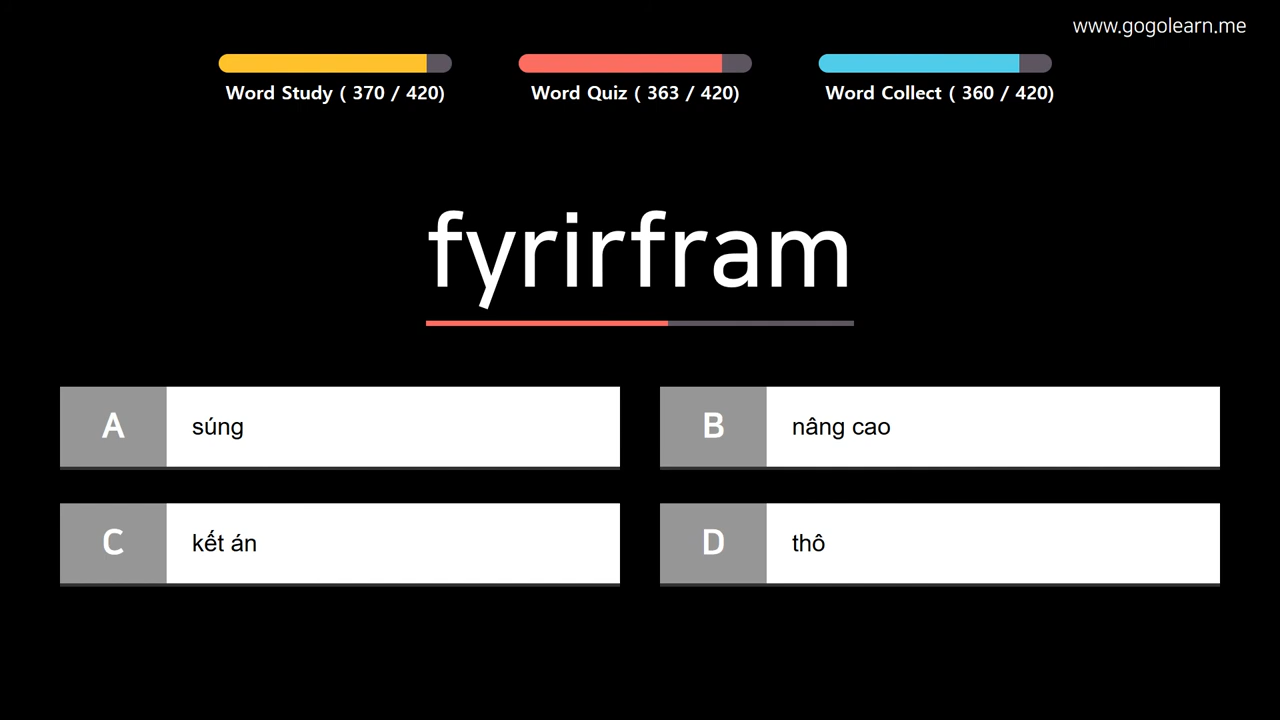 www.gogolearn.me
Word Study ( 370 / 420)
Word Quiz ( 363 / 420)
Word Collect ( 360 / 420)
fyrirfram
A súng
B nâng cao
C kết án
D thô